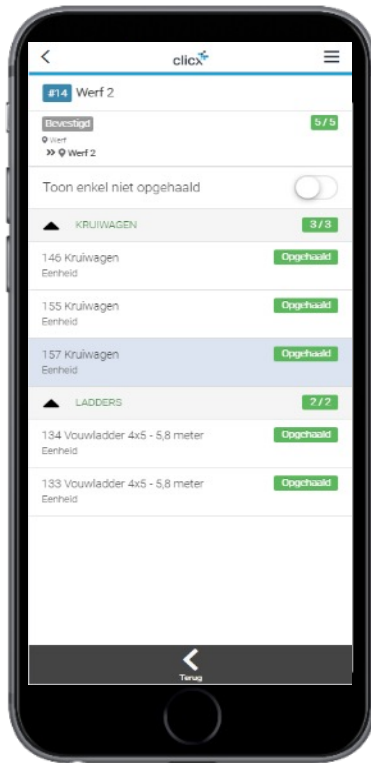 clicx
#14 Werf 2
Bevestigd 5/5
Werf
Werf 2
Toon enkel niet opgehaald
KRUIWAGEN 3/3
146 Kruiwagen Opgehaald
Eenheid
155 Kruiwagen Opgehaald
Eenheid
157 Kruiwagen Opgehaald
Eenheid
LADDERS 2/2
134 Vouwladder 4x5 - 5,8 meter Opgehaald
Eenheid
133 Vouwladder 4x5 - 5,8 meter Opgehaald
Eenheid
Terug